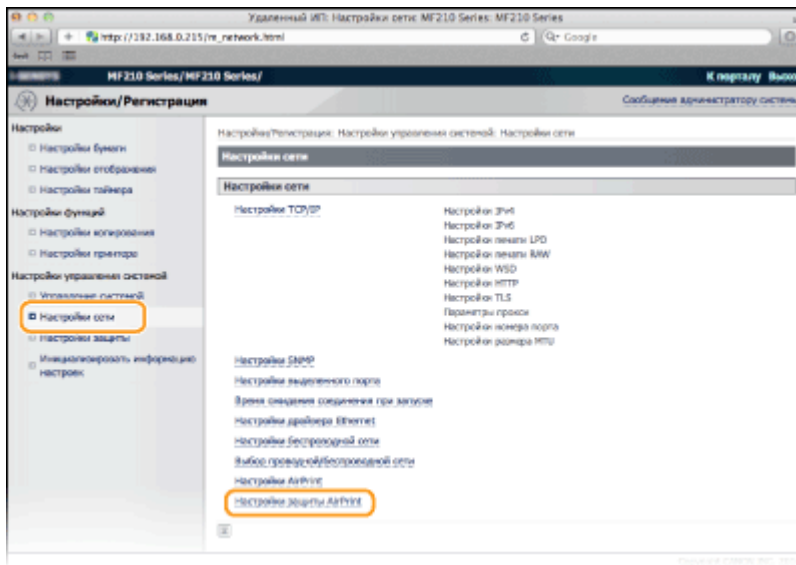 Удаленный ИП: Настройки сети: MF210 Series: MF210 Series
http://192.168.0.215/m_network.html
Google
MF210 Series/MF210 Series/
К порталу
Настройки/Регистрация
Сообщение администратору системы
Настройки
Настройки бумаги
Настройки отображения
Настройки таймера
Настройки функций
Настройки копирования
Настройки принтера
Настройки управления системой
Управление системой
Настройки сети
Настройки защиты
Инициализировать информацию
настроек
Настройки/Регистрация: Настройки управления системой: Настройки сети
Настройки сети
Настройки сети
Настройки TCP/IP
Настройки IPv4
Настройки IPv6
Настройки печати LPD
Настройки печати RAW
Настройки WSD
Настройки HTTP
Настройки TLS
Параметры прокси
Настройки номера порта
Настройки размера MTU
Настройки SNMP
Настройки выделенного порта
Время ожидания соединения при запуске
Настройки драйвера Ethernet
Настройки беспроводной сети
Выбор проводной/беспроводной сети
Настройки AirPrint
Настройки защиты AirPrint